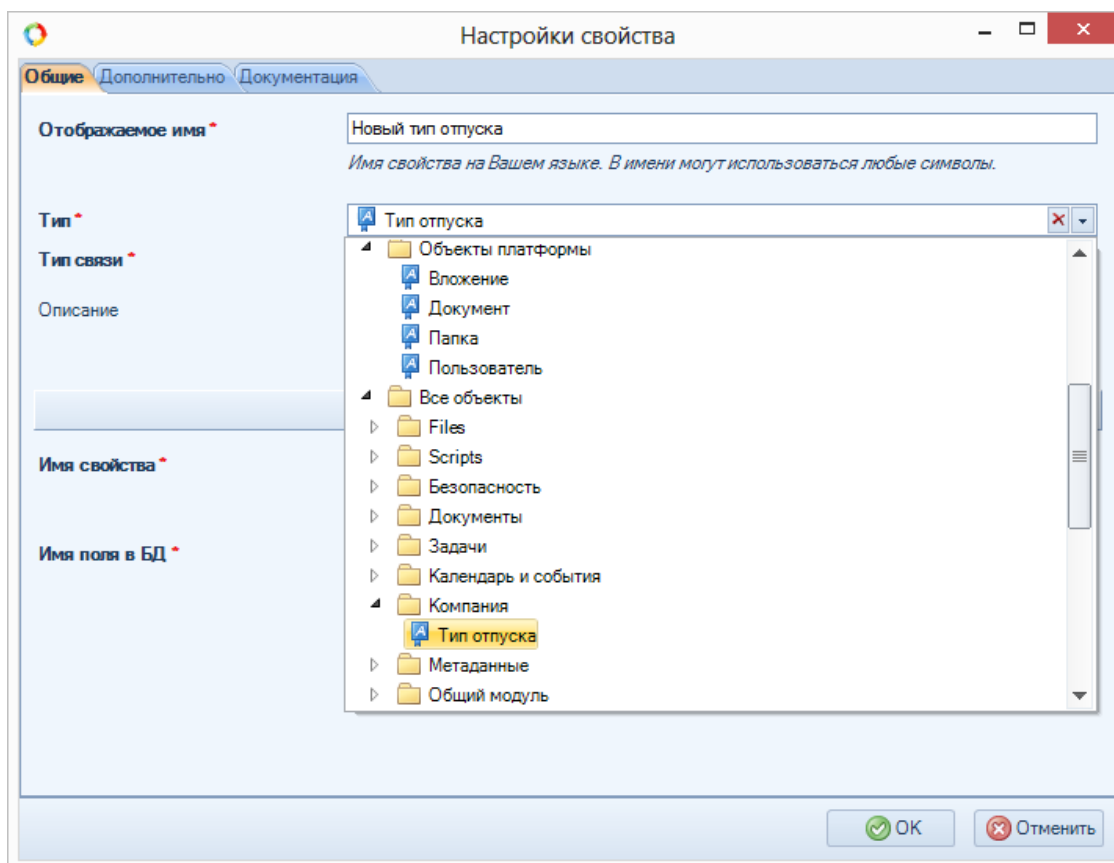 Настройки свойства
Общие Дополнительно Документация
Отображаемое имя *
Новый тип отпуска
Имя свойства на Вашем языке. В имени могут использоваться любые символы.
Тип *
Тип отпуска
Тип связи *
Описание
Имя свойства *
Имя поля в БД *
Объекты платформы
Вложение
Документ
Папка
Пользователь
Все объекты
Files
Scripts
Безопасность
Документы
Задачи
Календарь и события
Компания
Тип отпуска
Метаданные
Общий модуль
OK Отменить